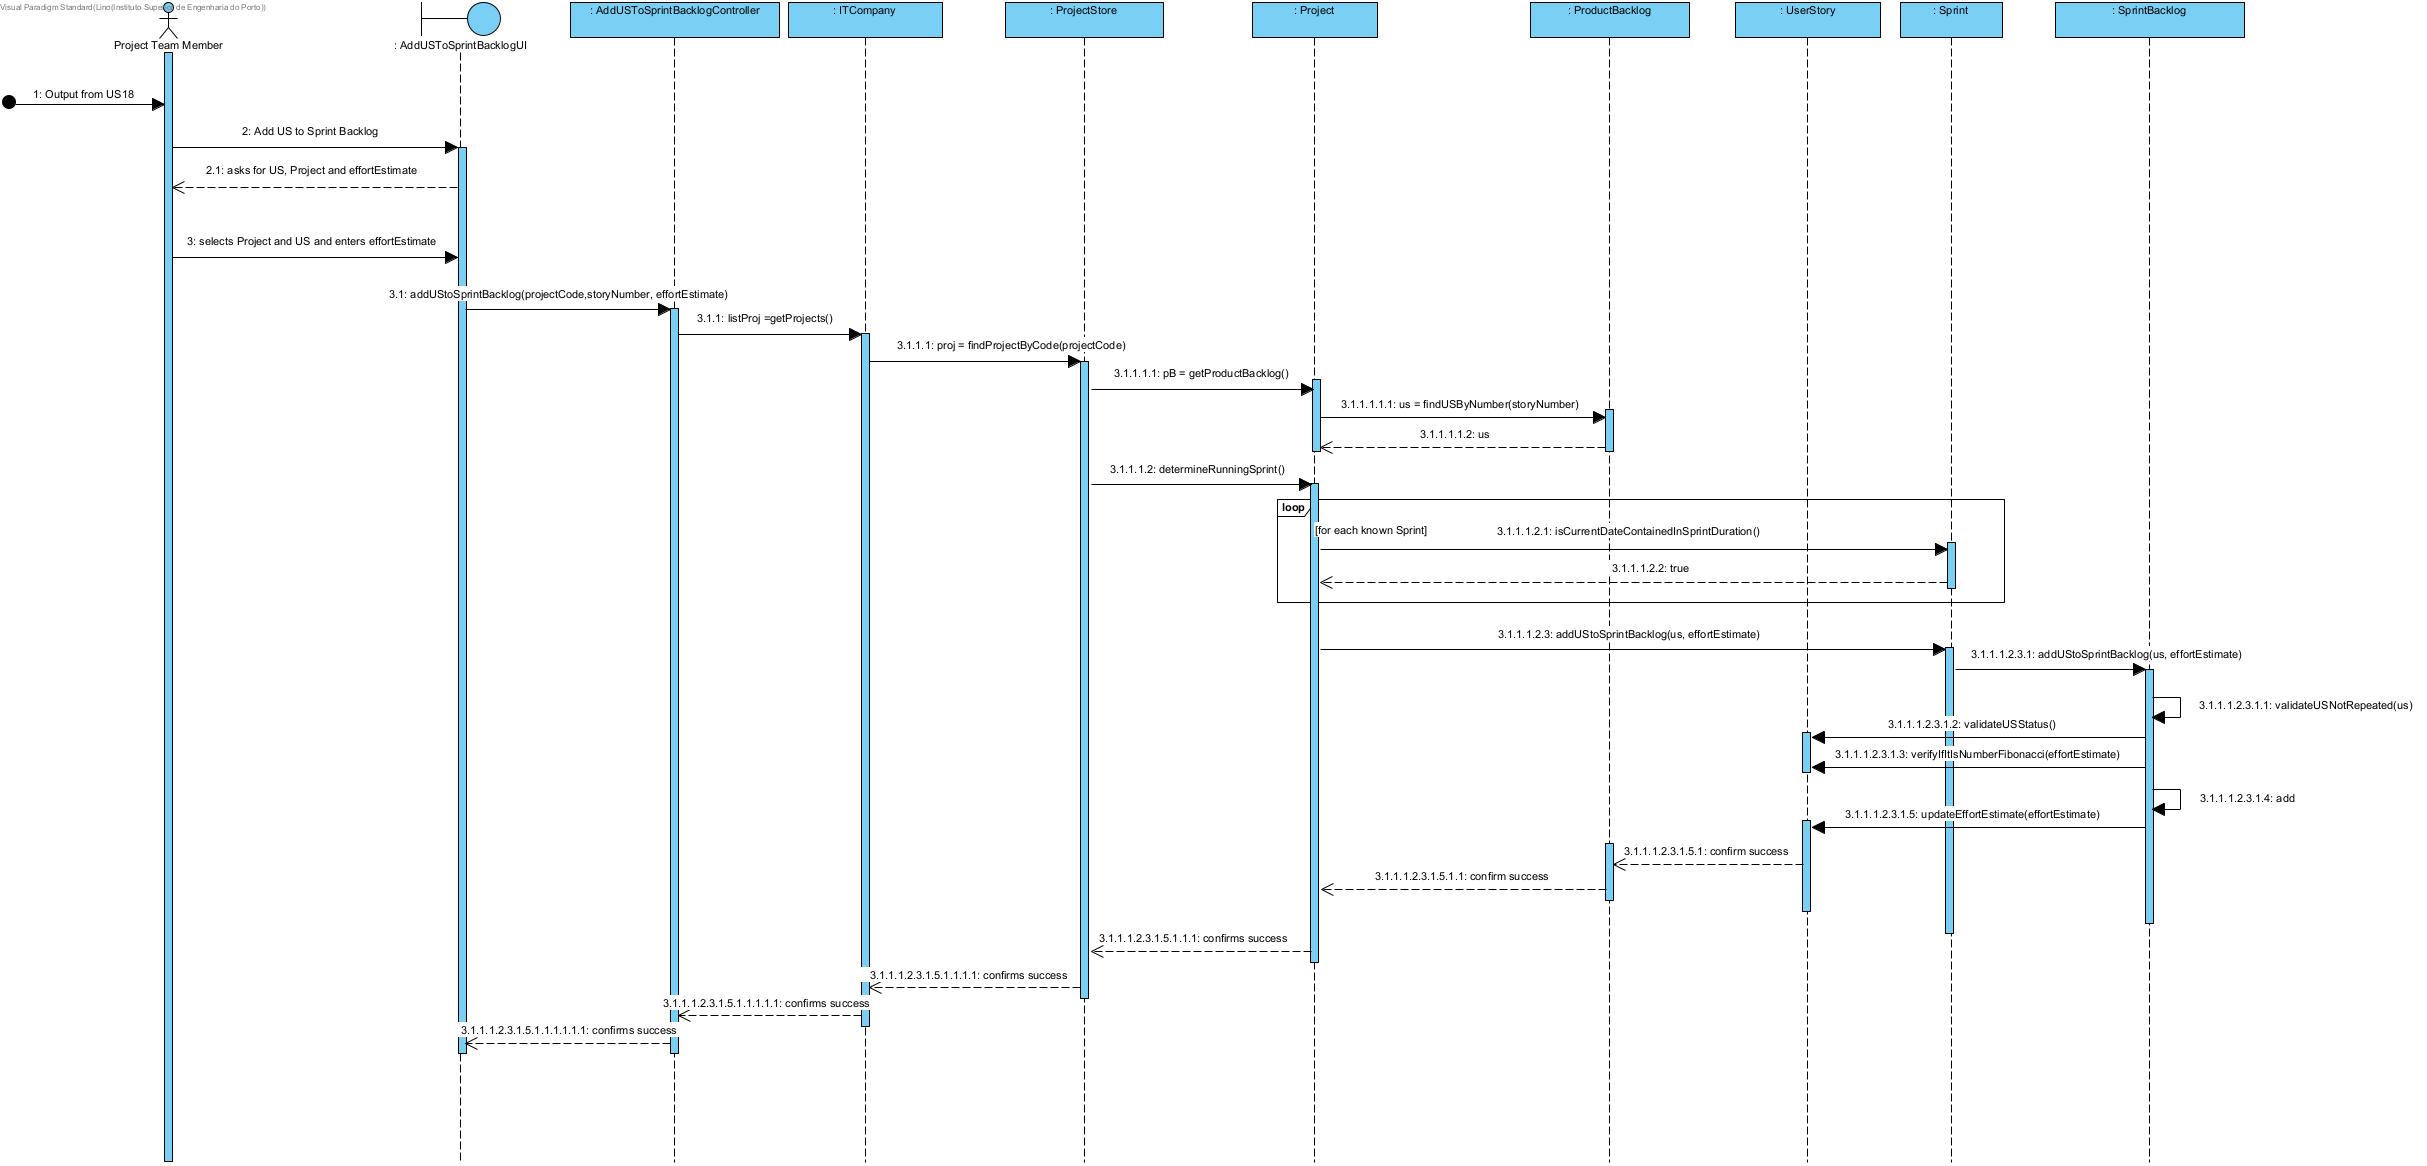 Visual Paradigm Standard(Lino(Instituto Superior de Engenharia do Porto))
Project Team Member
: AddUSToSprintBacklogUI
: AddUSToSprintBacklogController
: ITCompany
: ProjectStore
: Project
: ProductBacklog
: UserStory
: Sprint
: SprintBacklog
1: Output from US18
2: Add US to Sprint Backlog
2.1: asks for US, Project and effortEstimate
3: selects Project and US and enters effortEstimate
3.1: addUStoSprintBacklog(projectCode,storyNumber, effortEstimate)
3.1.1: listProj =getProjects()
3.1.1.1: proj = findProjectByCode(projectCode)
3.1.1.1.1: pB = getProductBacklog()
3.1.1.1.1.1: us = findUSByNumber(storyNumber)
3.1.1.1.1.2: us
3.1.1.1.2: determineRunningSprint()
loop
[for each known Sprint]
3.1.1.1.2.1: isCurrentDateContainedInSprintDuration()
3.1.1.1.2.2: true
3.1.1.1.2.3: addUStoSprintBacklog(us, effortEstimate)
3.1.1.1.2.3.1: addUStoSprintBacklog(us, effortEstimate)
3.1.1.1.2.3.1.1: validateUSNotRepeated(us)
3.1.1.1.2.3.1.2: validateUSStatus()
3.1.1.1.2.3.1.3: verifyIfItIsNumberFibonacci(effortEstimate)
3.1.1.1.2.3.1.4: add
3.1.1.1.2.3.1.5: updateEffortEstimate(effortEstimate)
3.1.1.1.2.3.1.5.1: confirm success
3.1.1.1.2.3.1.5.1.1: confirm success
3.1.1.1.2.3.1.5.1.1.1: confirms success
3.1.1.1.2.3.1.5.1.1.1.1: confirms success
3.1.1.1.2.3.1.5.1.1.1.1.1: confirms success
3.1.1.1.2.3.1.5.1.1.1.1.1.1: confirms success